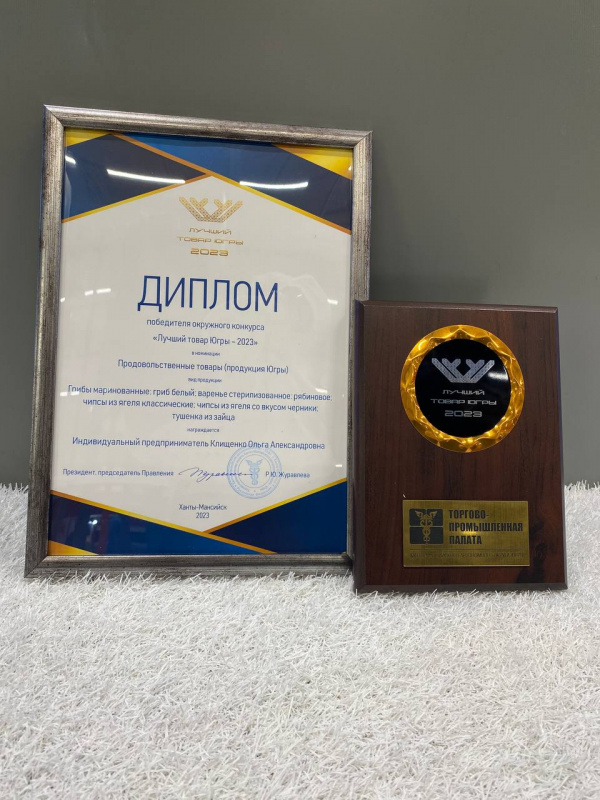 ЛУЧШИЙ
ТОВАР ЮГРЫ
2023
ДИПЛОМ
победителя окружного конкурса
«Лучший товар Югры - 2023»
в номинации
Продовольственные товары (продукция Югры)
вид продукции
Грибы маринованные: гриб белый; варенье стерилизованное: рябиновое;
чипсы из ягеля классические; чипсы из ягеля со вкусом черники;
тушенка из зайца
награждается
Индивидуальный предприниматель Клищенко Ольга Александровна
Президент, председатель Правления
Р.Ю. Журавлева
Ханты-Мансийск
2023
ЛУЧШИЙ
ТОВАР ЮГРЫ
2023
ТОРГОВО-
ПРОМЫШЛЕННАЯ
ПАЛАТА